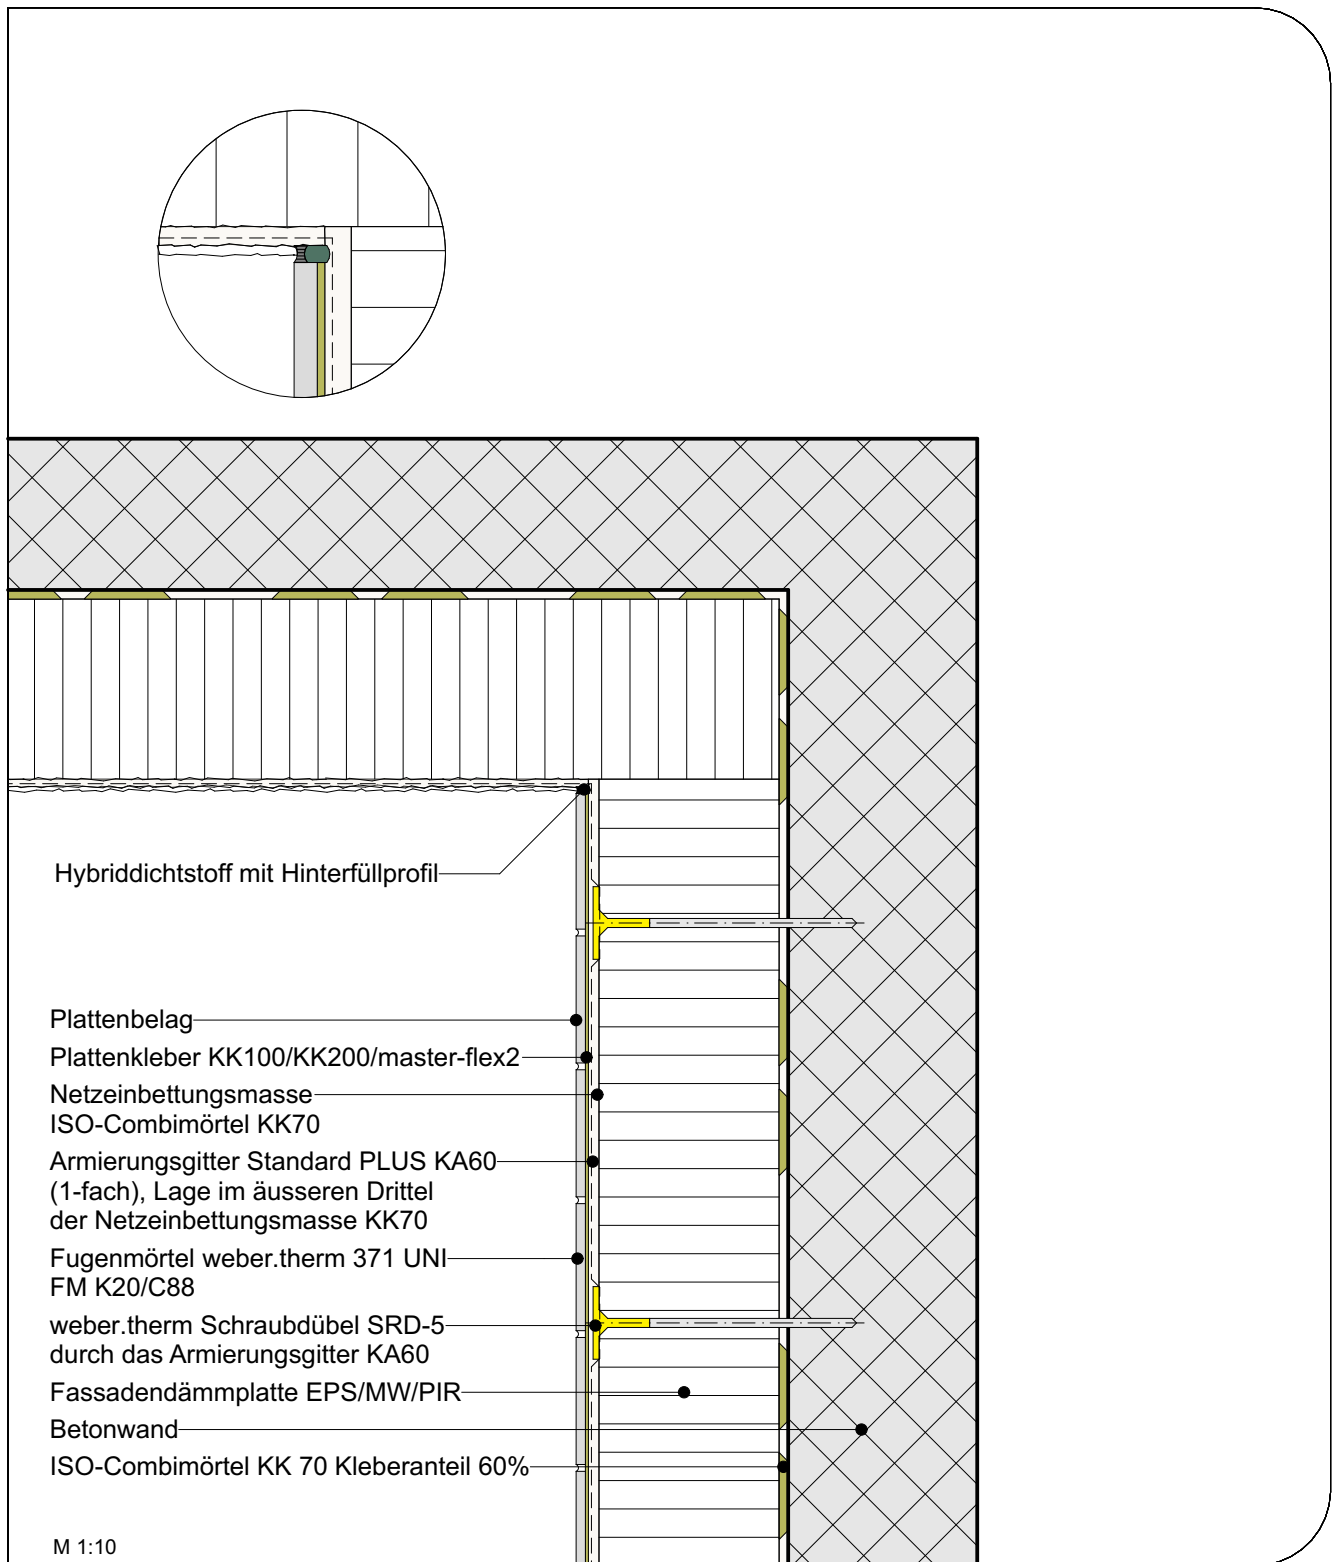 Hybriddichtstoff mit Hinterfüllprofil
Plattenbelag
Plattenkleber KK100/KK200/master-flex2
Netzeinbettungsmasse
ISO-Combimörtel KK70
Armierungsgitter Standard PLUS KA60
(1-fach), Lage im äusseren Drittel
der Netzeinbettungsmasse KK70
Fugenmörtel weber.therm 371 UNI
FM K20/C88
weber.therm Schraubdübel SRD-5
durch das Armierungsgitter KA60
Fassadendämmplatte EPS/MW/PIR
Betonwand
ISO-Combimörtel KK 70 Kleberanteil 60%
M 1:10